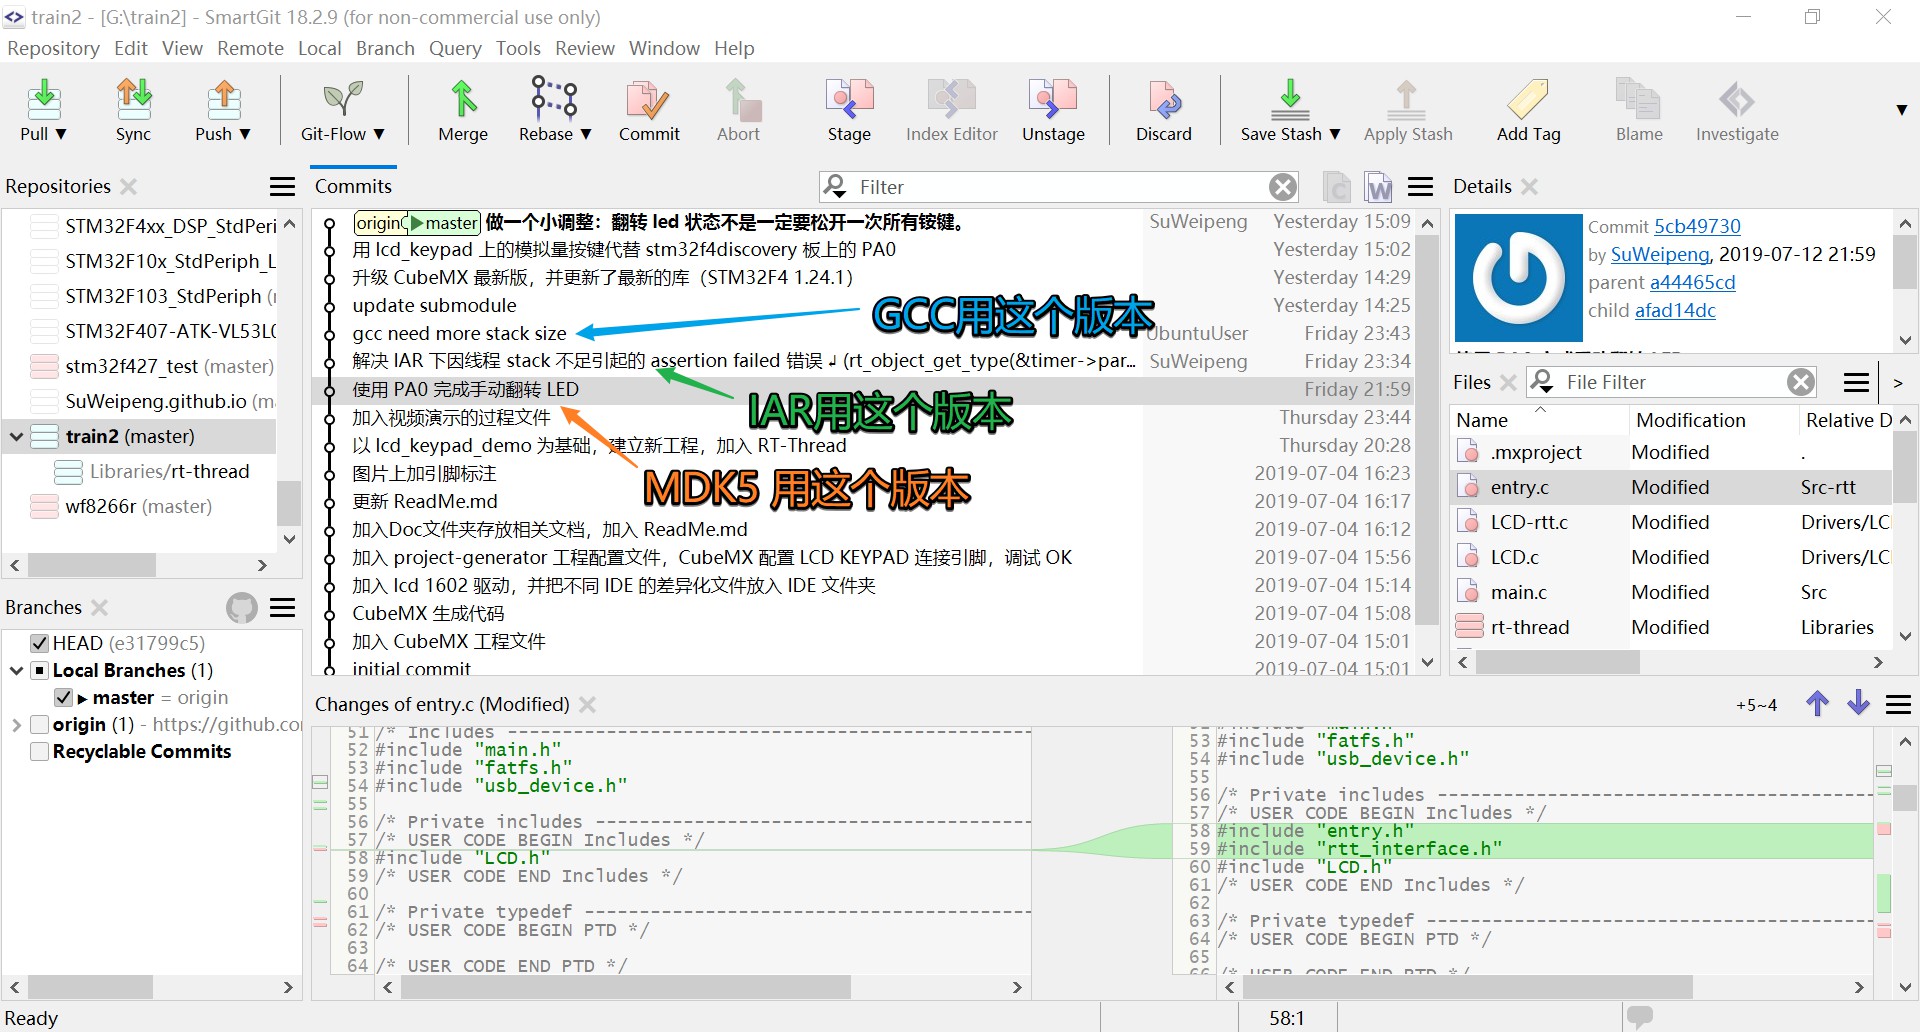 train2 - [G:\train2] - SmartGit 18.2.9 (for non-commercial use only)
Repository Edit View Remote Local Branch Query Tools Review Window Help
Pull Sync Push Git-Flow Merge Rebase Commit Abort Stage Index Editor Unstage Discard Save Stash Apply Stash Add Tag Blame Investigate
Repositories
STM32F4xx_DSP_StdPeri
STM32F10x_StdPeriph_L
STM32F103_StdPeriph
STM32F407-ATK-VL53L0
stm32f427_test (master)
SuWeipeng.github.io
train2 (master)
Libraries/rt-thread
wf8266r (master)
Branches
HEAD (e31799c5)
Local Branches (1)
master = origin
origin (1) - https://github.co
Recyclable Commits
Commits
Filter
C W
origin master 做一个小调整：翻转 led 状态不是一定要松开一次所有铵键。 SuWeipeng Yesterday 15:09
用 lcd_keypad 上的模拟量按键代替 stm32f4discovery 板上的 PA0 Yesterday 15:02
升级 CubeMX 最新版，并更新了最新的库（STM32F4 1.24.1） Yesterday 14:29
update submodule Yesterday 14:25
gcc need more stack size UbuntuUser Friday 23:43
解决 IAR 下因线程 stack 不足引起的 assertion failed 错误 ↲ (rt_object_get_type(&timer->par... SuWeipeng Friday 23:34
使用 PA0 完成手动翻转 LED Friday 21:59
加入视频演示的过程文件 Thursday 23:44
以 lcd_keypad_demo 为基础，建立新工程，加入 RT-Thread Thursday 20:28
图片上加引脚标注 2019-07-04 16:23
更新 ReadMe.md 2019-07-04 16:17
加入Doc文件夹存放相关文档，加入 ReadMe.md 2019-07-04 16:12
加入 project-generator 工程配置文件，CubeMX 配置 LCD KEYPAD 连接引脚，调试 OK 2019-07-04 15:56
加入 lcd 1602 驱动，并把不同 IDE 的差异化文件放入 IDE 文件夹 2019-07-04 15:14
CubeMX 生成代码 2019-07-04 15:08
加入 CubeMX 工程文件 2019-07-04 15:01
initial commit 2019-07-04 15:01
GCC用这个版本
IAR用这个版本
MDK5 用这个版本
Details
Commit 5cb49730
by SuWeipeng, 2019-07-12 21:59
parent a44465cd
child afad14dc
Files
File Filter
Name Modification Relative D
.mxproject Modified .
entry.c Modified Src-rtt
LCD-rtt.c Modified Drivers/LC
LCD.c Modified Drivers/LC
main.c Modified Src
rt-thread Modified Libraries
Changes of entry.c (Modified)
+5~4
51 /* Includes ----------------------------------------
52 #include "main.h"
53 #include "fatfs.h"
54 #include "usb_device.h"
55
56 /* Private includes ----------------------------------------
57 /* USER CODE BEGIN Includes */
58 #include "LCD.h"
59 /* USER CODE END Includes */
60
61 /* Private typedef ----------------------------------------
62 /* USER CODE BEGIN PTD */
63
64 /* USER CODE END PTD */
53 #include "fatfs.h"
54 #include "usb_device.h"
55
56 /* Private includes ----------------------------------------
57 /* USER CODE BEGIN Includes */
58 #include "entry.h"
59 #include "rtt_interface.h"
60 #include "LCD.h"
61 /* USER CODE END Includes */
62
63 /* Private typedef ----------------------------------------
64 /* USER CODE BEGIN PTD */
65
66 /* USER CODE END PTD */
Ready
58:1